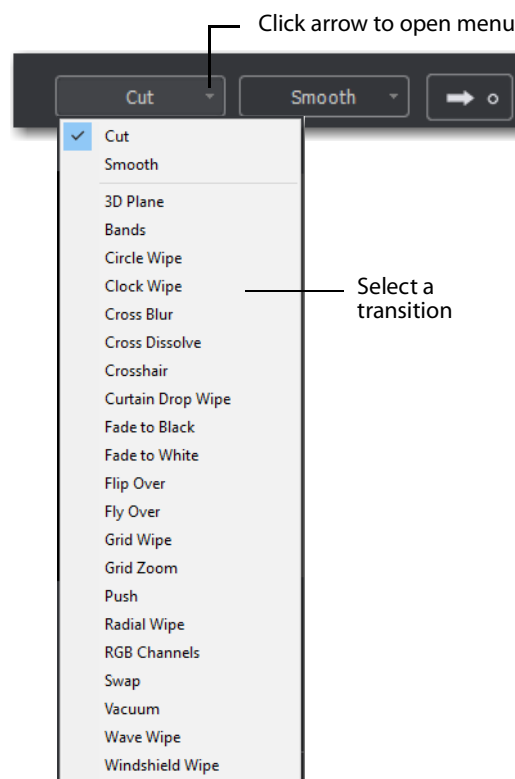 Click arrow to open menu
Cut
Smooth
Cut
Smooth
3D Plane
Bands
Circle Wipe
Clock Wipe
Select a
transition
Cross Blur
Cross Dissolve
Crosshair
Curtain Drop Wipe
Fade to Black
Fade to White
Flip Over
Fly Over
Grid Wipe
Grid Zoom
Push
Radial Wipe
RGB Channels
Swap
Vacuum
Wave Wipe
Windshield Wipe